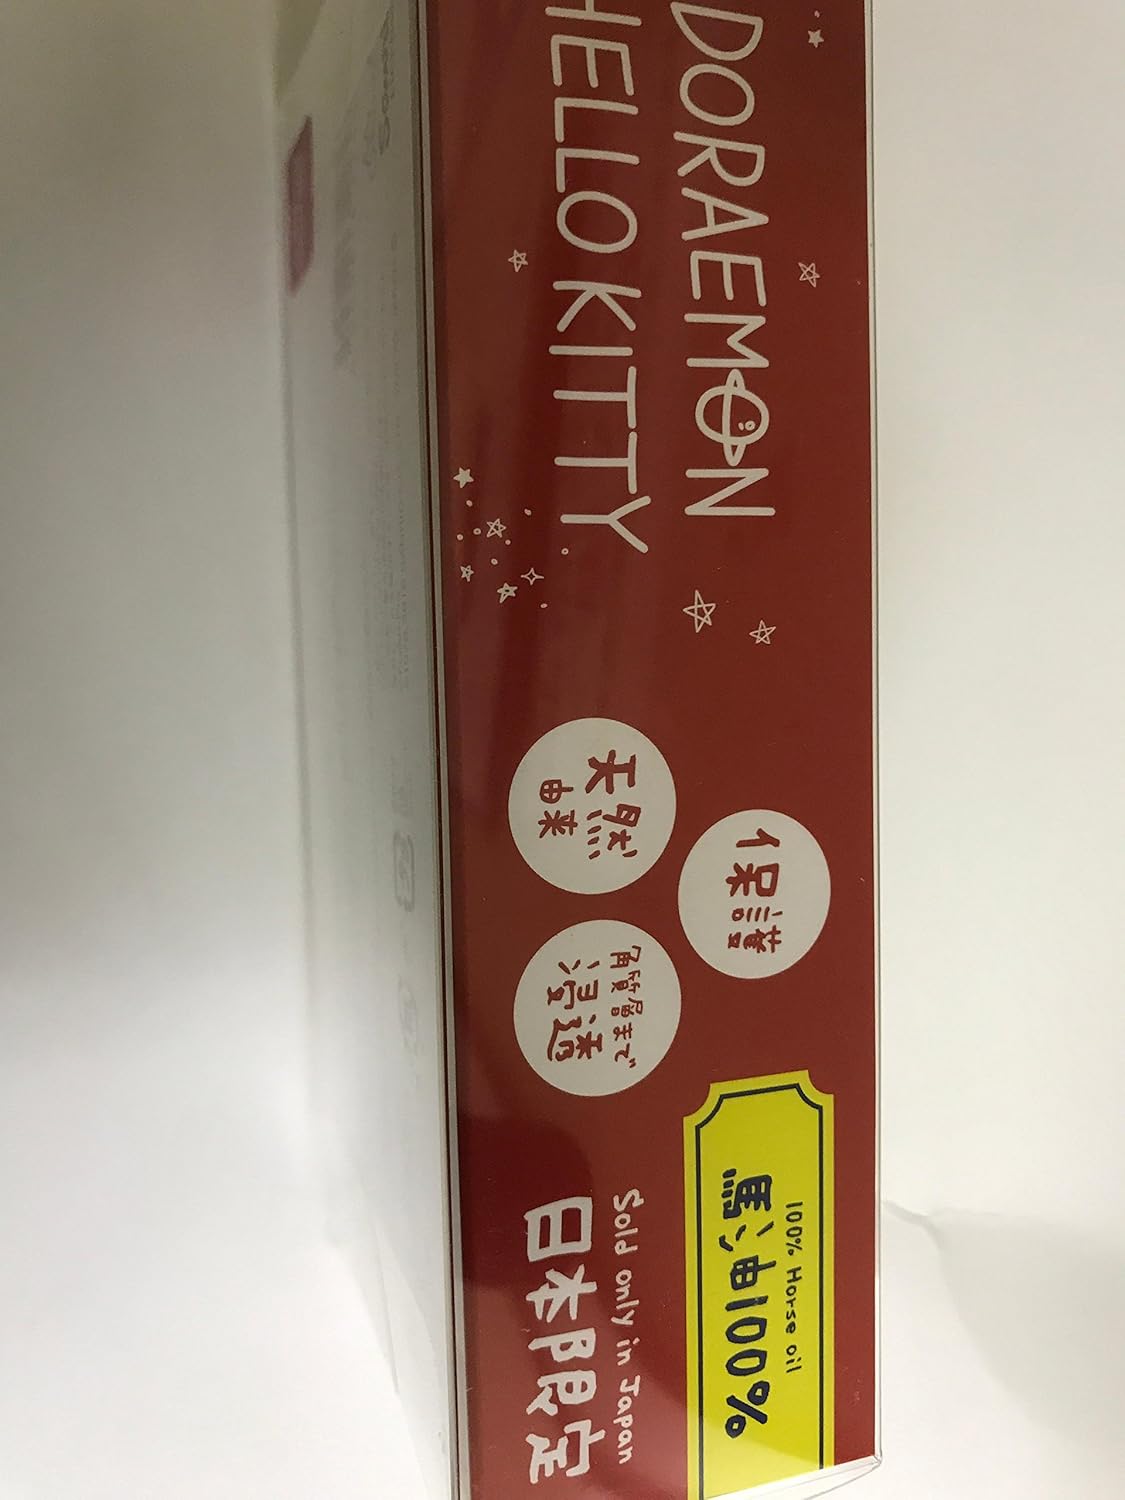 DORAEMON
HELLO KITTY
保護
天然
由来
角質層まで
浸透
100% Horse oil
馬油100%
Sold only in Japan
日本限定